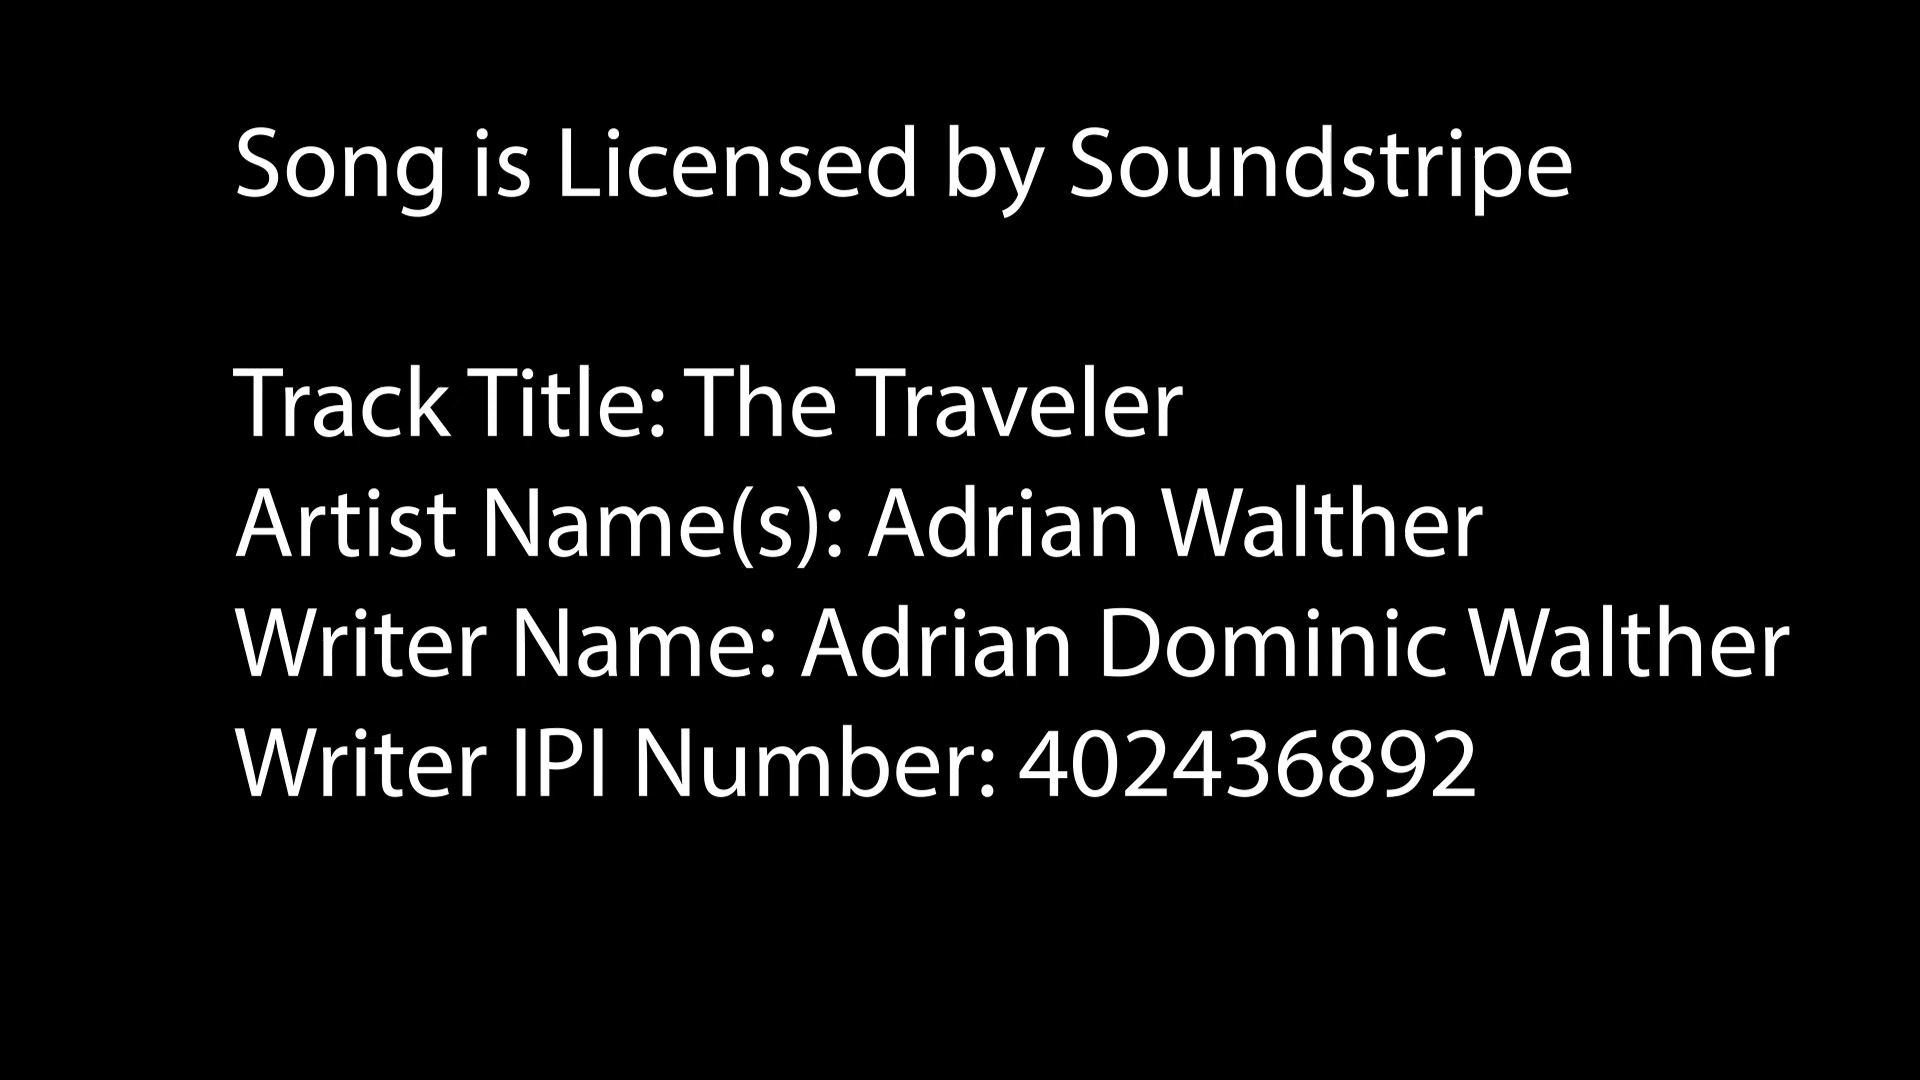 Song is Licensed by Soundstripe
Track Title: The Traveler
Artist Name(s): Adrian Walther
Writer Name: Adrian Dominic Walther
Writer IPI Number: 402436892